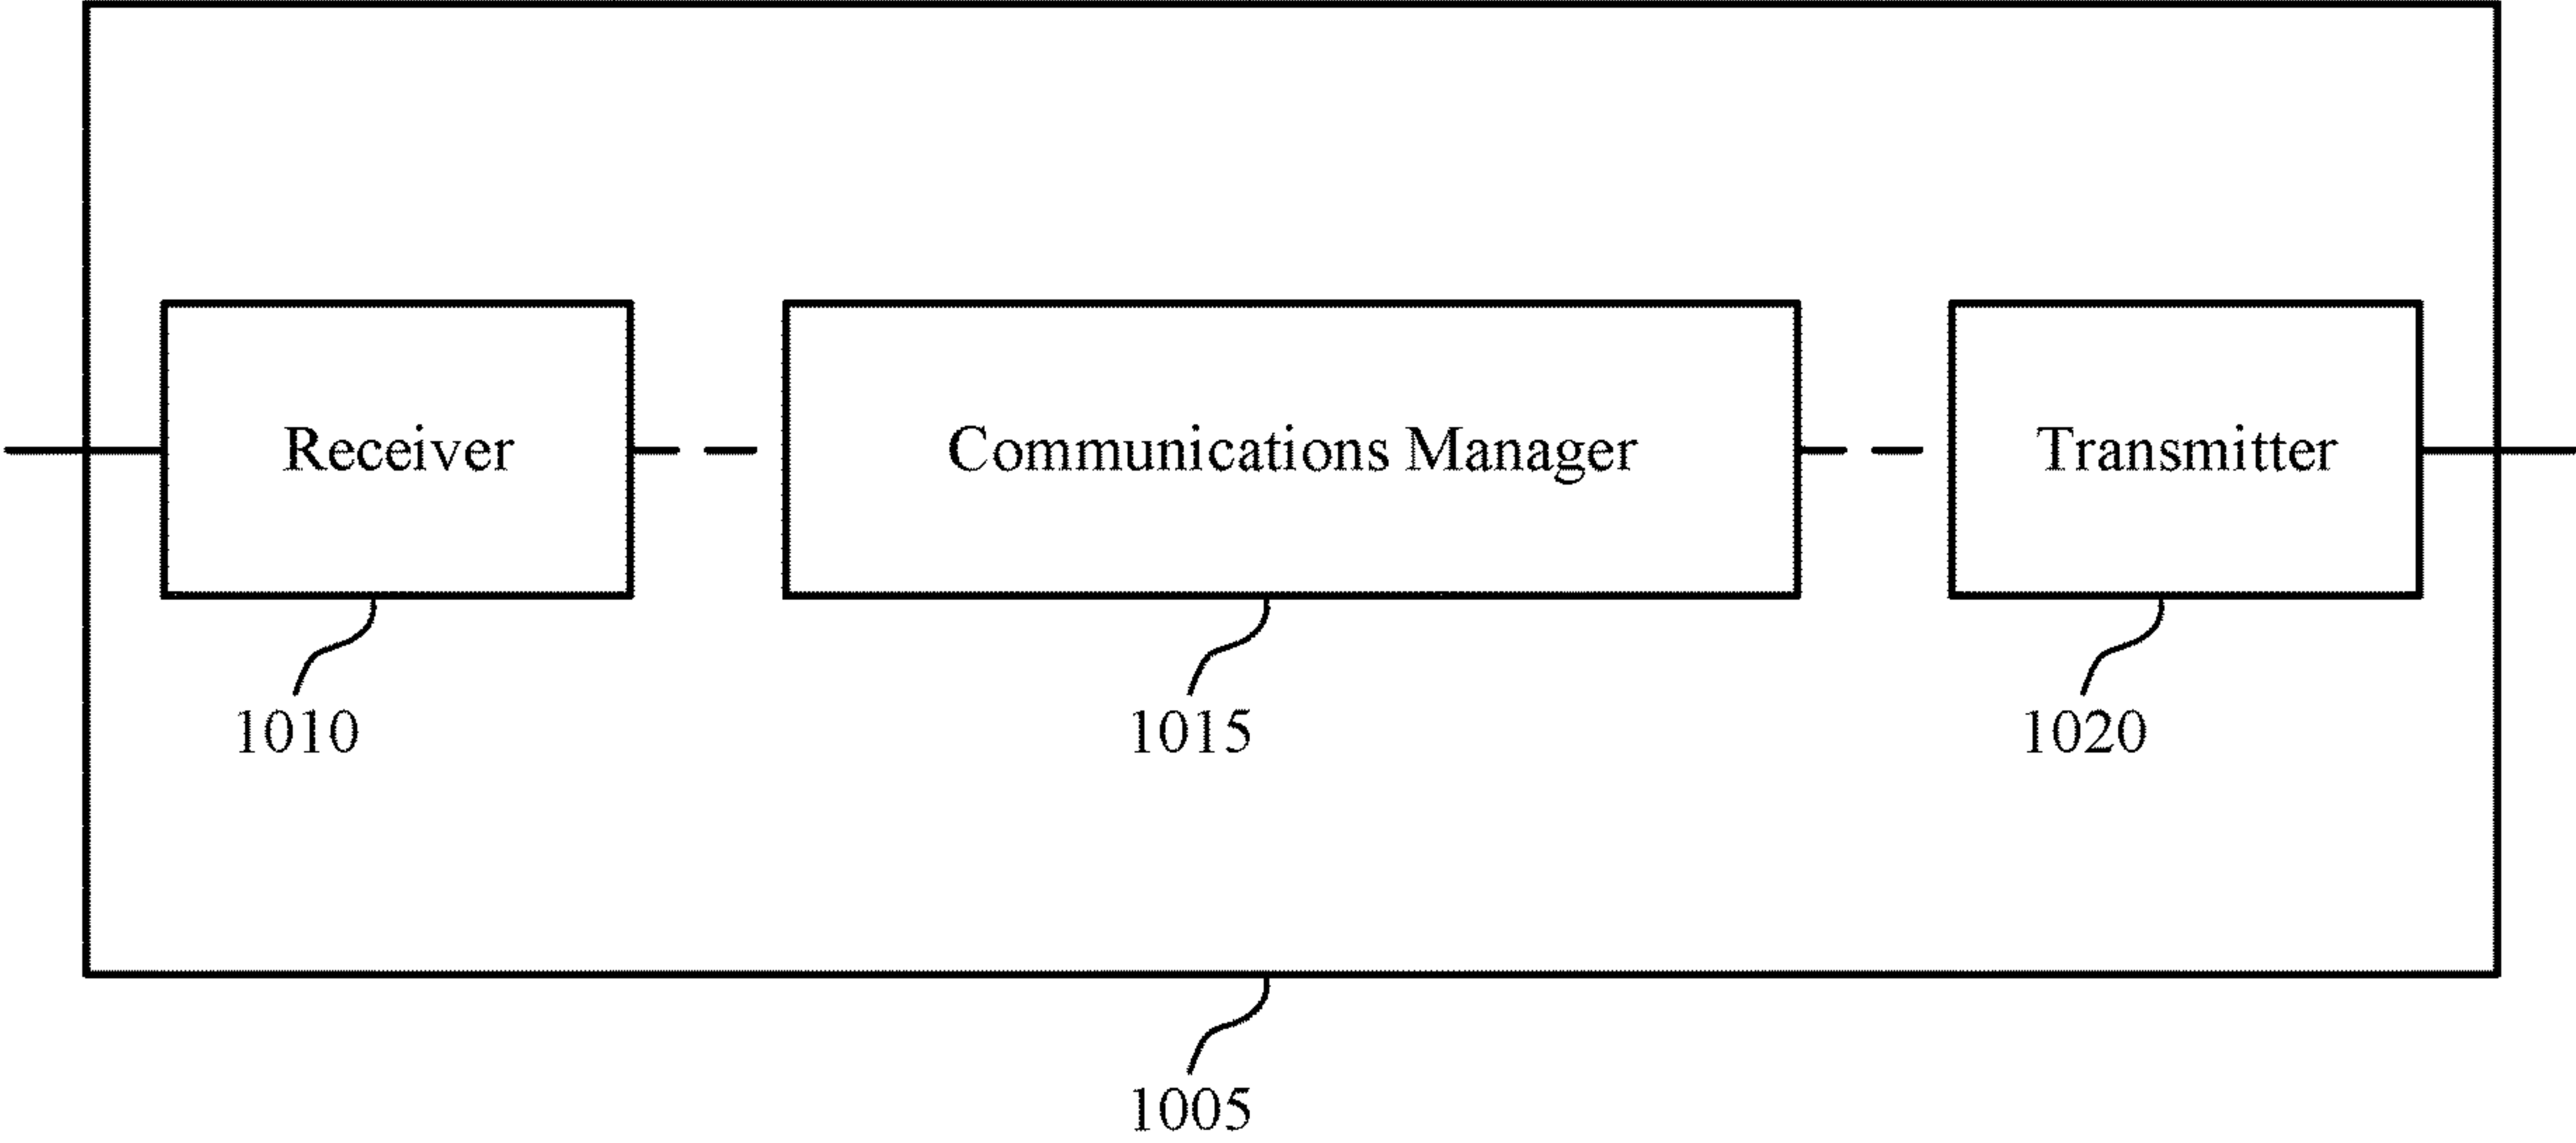 Receiver
Communications Manager
Transmitter
1010
1015
1020
1005